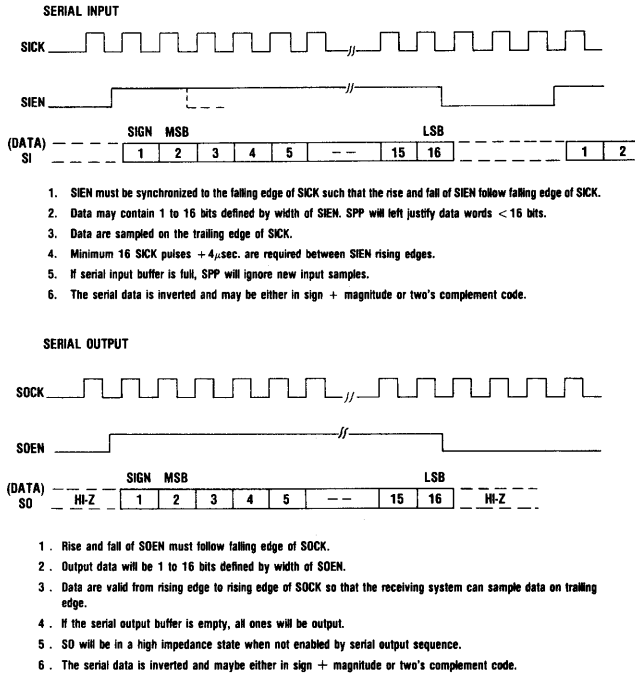 SERIAL INPUT
SICK
SIEN
SIGN MSB LSB
(DATA)
SI
1 2 3 4 5 -- 15 16 1 2
1. SIEN must be synchronized to the falling edge of SICK such that the rise and fall of SIEN follow falling edge of SICK.
2. Data may contain 1 to 16 bits defined by width of SIEN. SPP will left justify data words < 16 bits.
3. Data are sampled on the trailing edge of SICK.
4. Minimum 16 SICK pulses +4μsec. are required between SIEN rising edges.
5. If serial input buffer is full, SPP will ignore new input samples.
6. The serial data is inverted and may be either in sign + magnitude or two's complement code.
SERIAL OUTPUT
SOCK
SOEN
SIGN MSB LSB
(DATA)
SO
HI-Z 1 2 3 4 5 -- 15 16 HI-Z
1 . Rise and fall of SOEN must follow falling edge of SOCK.
2 . Output data will be 1 to 16 bits defined by width of SOEN.
3 . Data are valid from rising edge to rising edge of SOCK so that the receiving system can sample data on trailing
edge.
4 . If the serial output buffer is empty, all ones will be output.
5 . SO will be in a high impedance state when not enabled by serial output sequence.
6 . The serial data is inverted and maybe either in sign + magnitude or two's complement code.